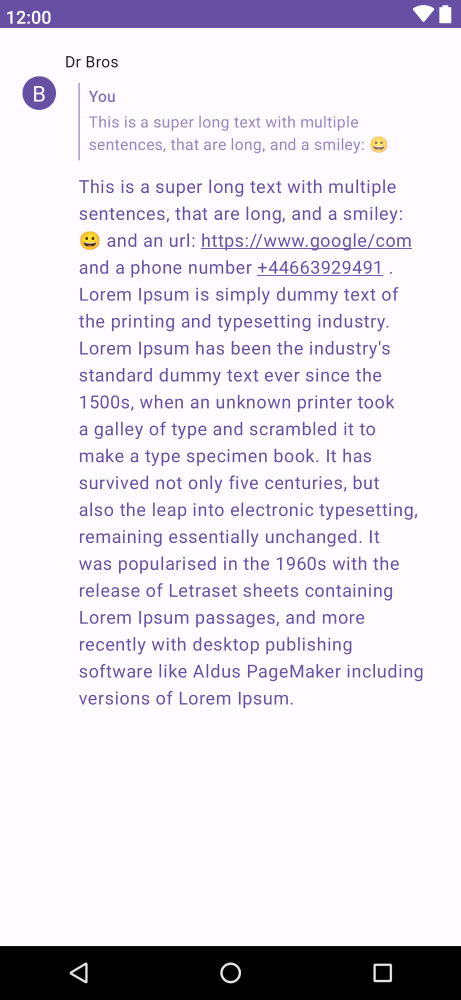 12:00
Dr Bros
B
You
This is a super long text with multiple
sentences, that are long, and a smiley: 😀
This is a super long text with multiple
sentences, that are long, and a smiley:
😀 and an url: https://www.google/com
and a phone number +44663929491 .
Lorem Ipsum is simply dummy text of
the printing and typesetting industry.
Lorem Ipsum has been the industry's
standard dummy text ever since the
1500s, when an unknown printer took
a galley of type and scrambled it to
make a type specimen book. It has
survived not only five centuries, but
also the leap into electronic typesetting,
remaining essentially unchanged. It
was popularised in the 1960s with the
release of Letraset sheets containing
Lorem Ipsum passages, and more
recently with desktop publishing
software like Aldus PageMaker including
versions of Lorem Ipsum.